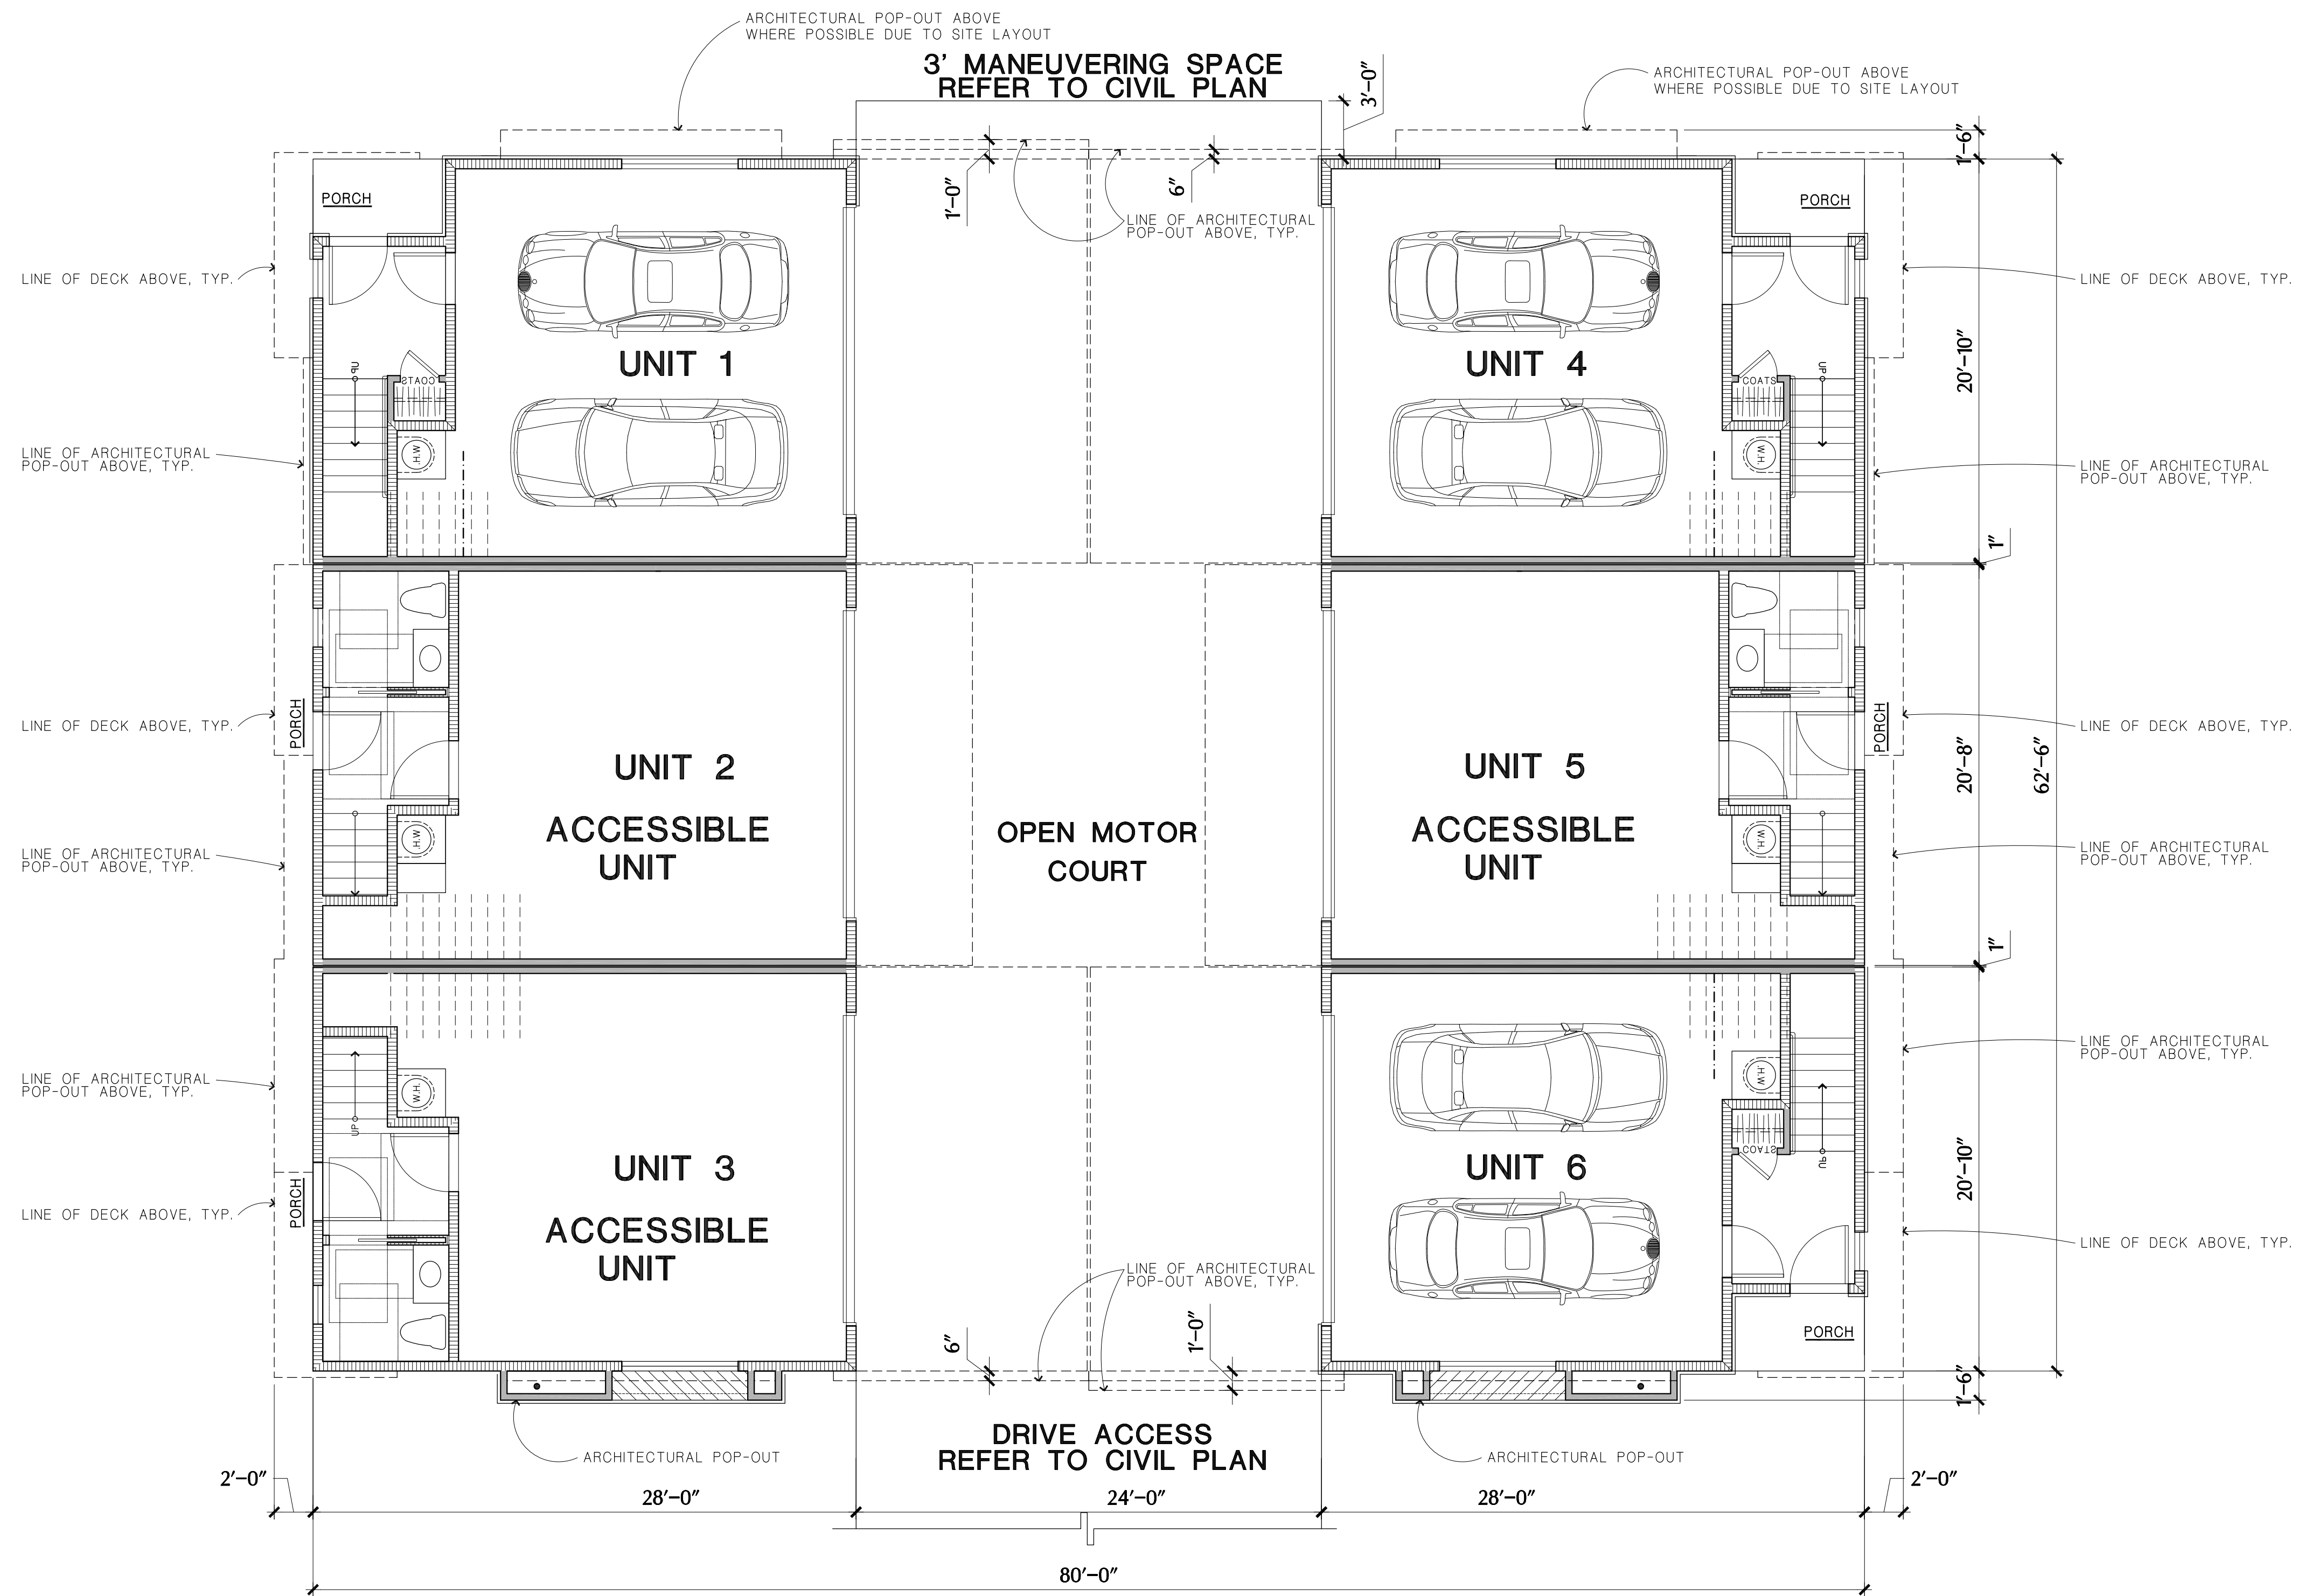 ARCHITECTURAL POP-OUT ABOVE
WHERE POSSIBLE DUE TO SITE LAYOUT
3' MANEUVERING SPACE
REFER TO CIVIL PLAN
3'-0"
ARCHITECTURAL POP-OUT ABOVE
WHERE POSSIBLE DUE TO SITE LAYOUT
1'-6"
PORCH
1'-0"
6"
LINE OF ARCHITECTURAL
POP-OUT ABOVE, TYP.
PORCH
LINE OF DECK ABOVE, TYP.
LINE OF DECK ABOVE, TYP.
UNIT 1
UNIT 4
20'-10"
UP
COATS
COATS
UP
LINE OF ARCHITECTURAL
POP-OUT ABOVE, TYP.
W.H.
W.H.
LINE OF ARCHITECTURAL
POP-OUT ABOVE, TYP.
1"
LINE OF DECK ABOVE, TYP.
PORCH
PORCH
LINE OF DECK ABOVE, TYP.
UNIT 2
ACCESSIBLE
UNIT
UNIT 5
ACCESSIBLE
UNIT
20'-8"
62'-6"
OPEN MOTOR
COURT
LINE OF ARCHITECTURAL
POP-OUT ABOVE, TYP.
W.H.
W.H.
LINE OF ARCHITECTURAL
POP-OUT ABOVE, TYP.
1"
LINE OF ARCHITECTURAL
POP-OUT ABOVE, TYP.
W.H.
W.H.
LINE OF ARCHITECTURAL
POP-OUT ABOVE, TYP.
UP
COATS
UP
UNIT 3
ACCESSIBLE
UNIT
UNIT 6
20'-10"
LINE OF DECK ABOVE, TYP.
PORCH
LINE OF DECK ABOVE, TYP.
LINE OF ARCHITECTURAL
POP-OUT ABOVE, TYP.
6"
1'-0"
PORCH
1'-6"
DRIVE ACCESS
REFER TO CIVIL PLAN
ARCHITECTURAL POP-OUT
ARCHITECTURAL POP-OUT
2'-0"
28'-0"
24'-0"
28'-0"
2'-0"
80'-0"